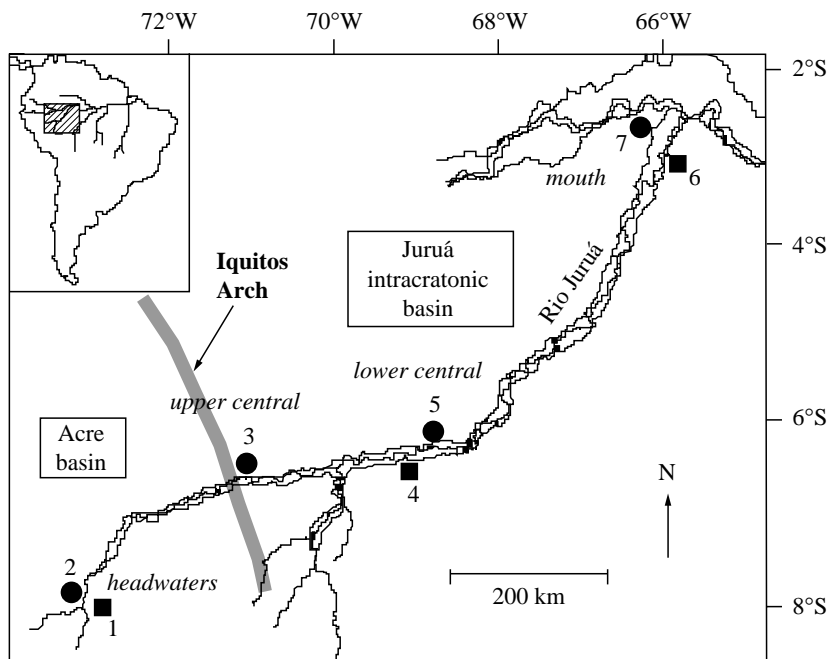 72°W
70°W
68°W
66°W
2°S
7
mouth
6
4°S
Iquitos
Arch
Juruá
intracratonic
basin
Rio Juruá
lower central
upper central
5
6°S
Acre
basin
3
4
N
2
headwaters
1
200 km
8°S